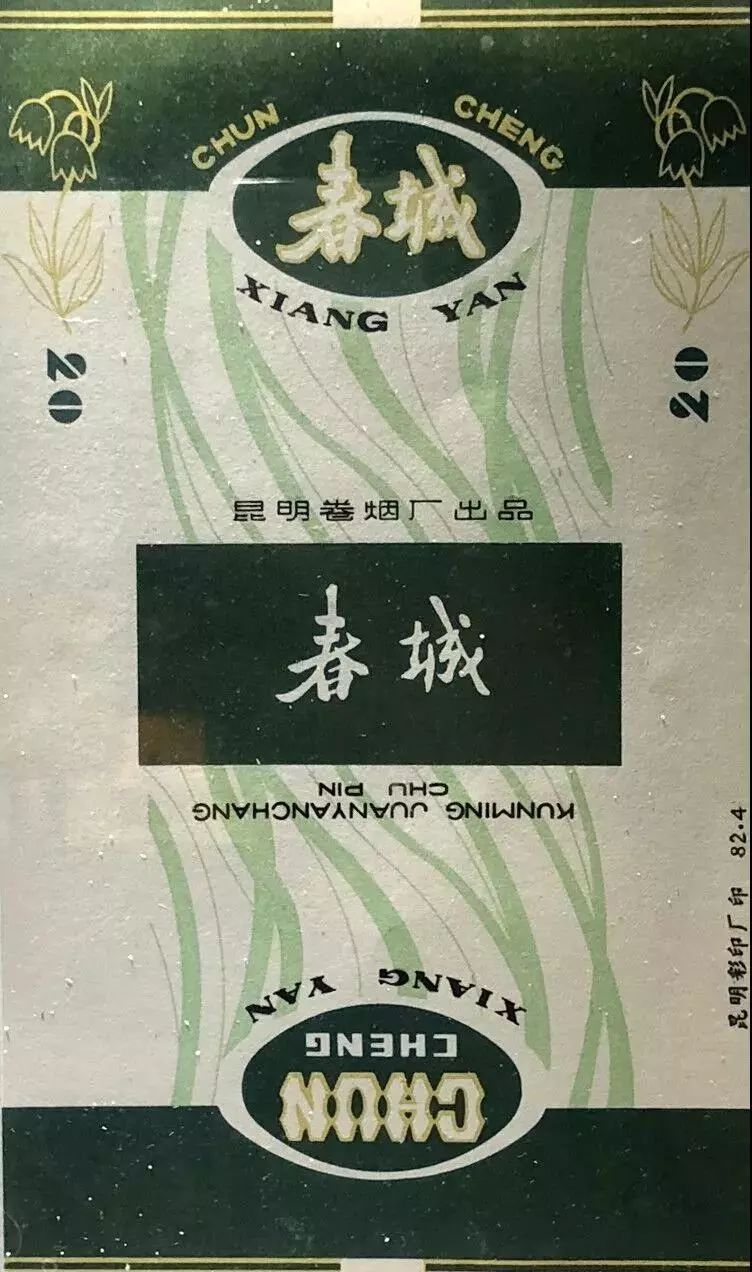 CHUN CHENG
春城
XIANG YAN
20
20
昆明卷烟厂出品
春城
KUNMING JUANYANCHANG
CHU PIN
XIANG YAN
CHUN
CHENG
昆明彩印厂印 82.4